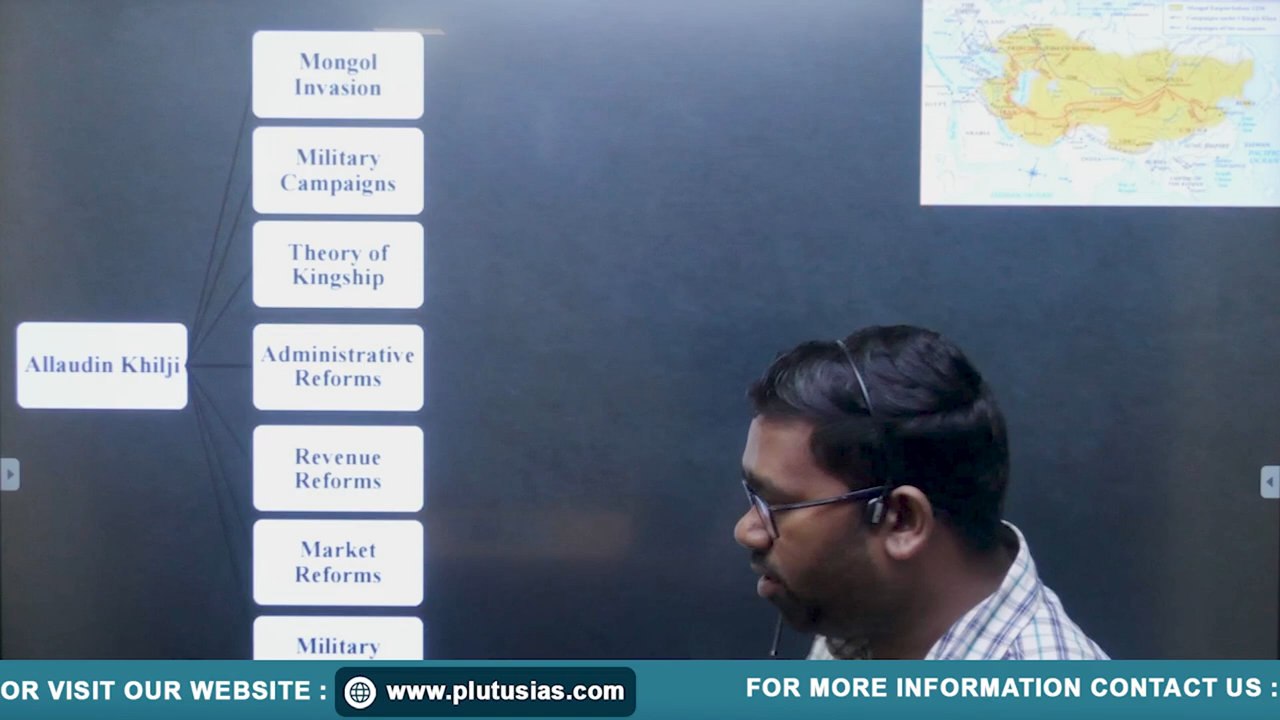 Mongol
Invasion
Military
Campaigns
Theory of
Kingship
Allaudin Khilji
Administrative
Reforms
Revenue
Reforms
Market
Reforms
Military
OR VISIT OUR WEBSITE :
www.plutusias.com
FOR MORE INFORMATION CONTACT US :